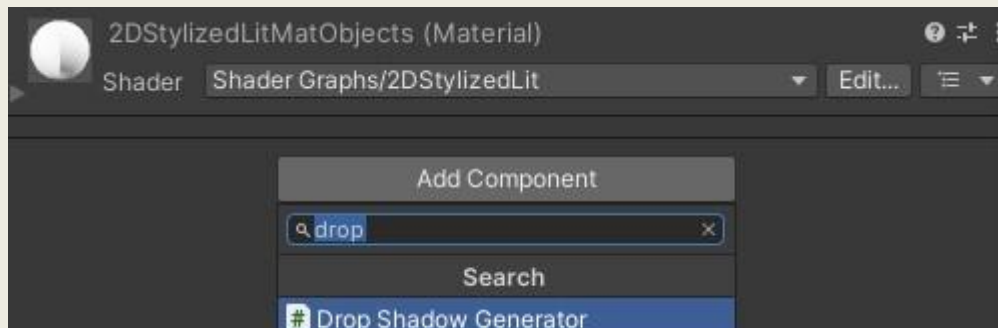 2DStylizedLitMatObjects (Material)
Shader Shader Graphs/2DStylizedLit Edit...
Add Component
drop
Search
# Drop Shadow Generator